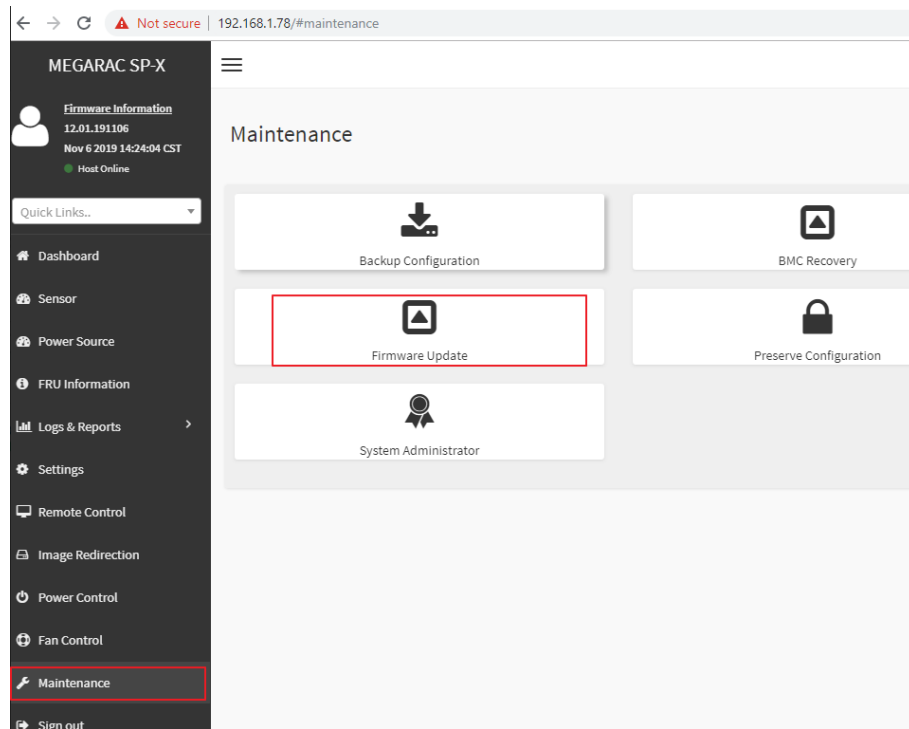 Not secure | 192.168.1.78/#maintenance
MEGARAC SP-X
Firmware Information
12.01.191106
Nov 6 2019 14:24:04 CST
Host Online
Quick Links..
Dashboard
Sensor
Power Source
FRU Information
Logs & Reports
Settings
Remote Control
Image Redirection
Power Control
Fan Control
Maintenance
Sign out
Maintenance
Backup Configuration
BMC Recovery
Firmware Update
Preserve Configuration
System Administrator